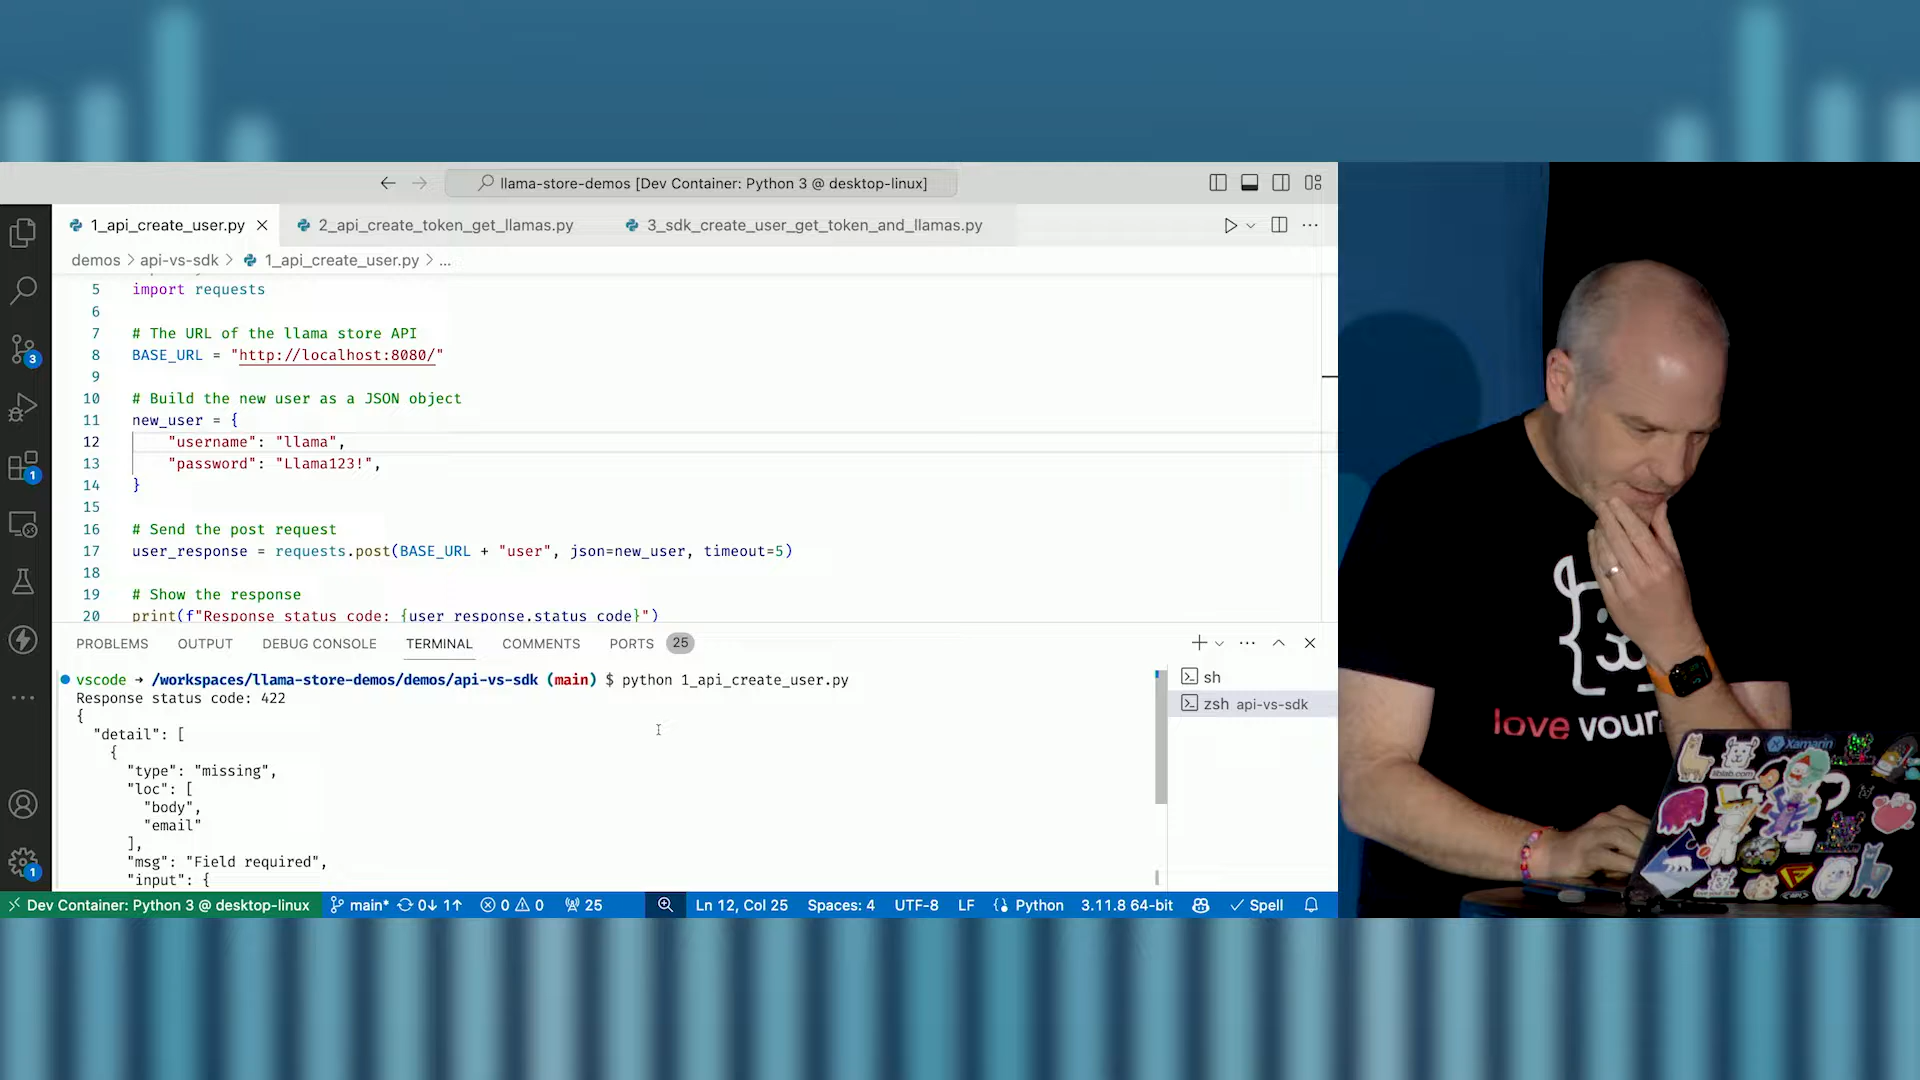 llama-store-demos [Dev Container: Python 3 @ desktop-linux]
1_api_create_user.py
2_api_create_token_get_llamas.py
3_sdk_create_user_get_token_and_llamas.py
demos > api-vs-sdk > 1_api_create_user.py > ...
5 import requests
6
7 # The URL of the llama store API
8 BASE_URL = "http://localhost:8080/"
9
10 # Build the new user as a JSON object
11 new_user = {
12 "username": "llama",
13 "password": "Llama123!",
14 }
15
16 # Send the post request
17 user_response = requests.post(BASE_URL + "user", json=new_user, timeout=5)
18
19 # Show the response
20 print(f"Response status code: {user_response.status_code}")
PROBLEMS OUTPUT DEBUG CONSOLE TERMINAL COMMENTS PORTS 25
vscode → /workspaces/llama-store-demos/demos/api-vs-sdk (main) $ python 1_api_create_user.py
Response status code: 422
{
"detail": [
{
"type": "missing",
"loc": [
"body",
"email"
],
"msg": "Field required",
"input": {
sh
zsh api-vs-sdk
3
1
1
Dev Container: Python 3 @ desktop-linux main* 0↓ 1↑ 0 0 25 Ln 12, Col 25 Spaces: 4 UTF-8 LF Python 3.11.8 64-bit Spell
love your
Xamarin
liblab.com